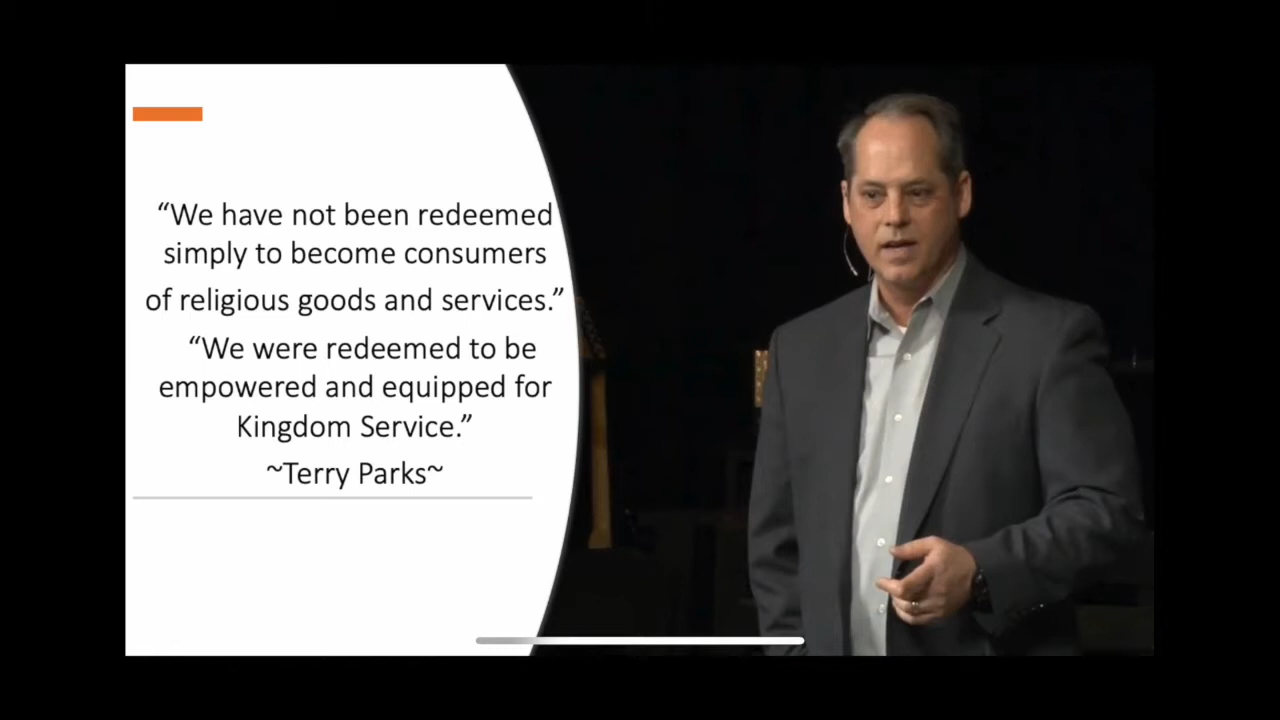 “We have not been redeemed
simply to become consumers
of religious goods and services.”
“We were redeemed to be
empowered and equipped for
Kingdom Service.”
~Terry Parks~